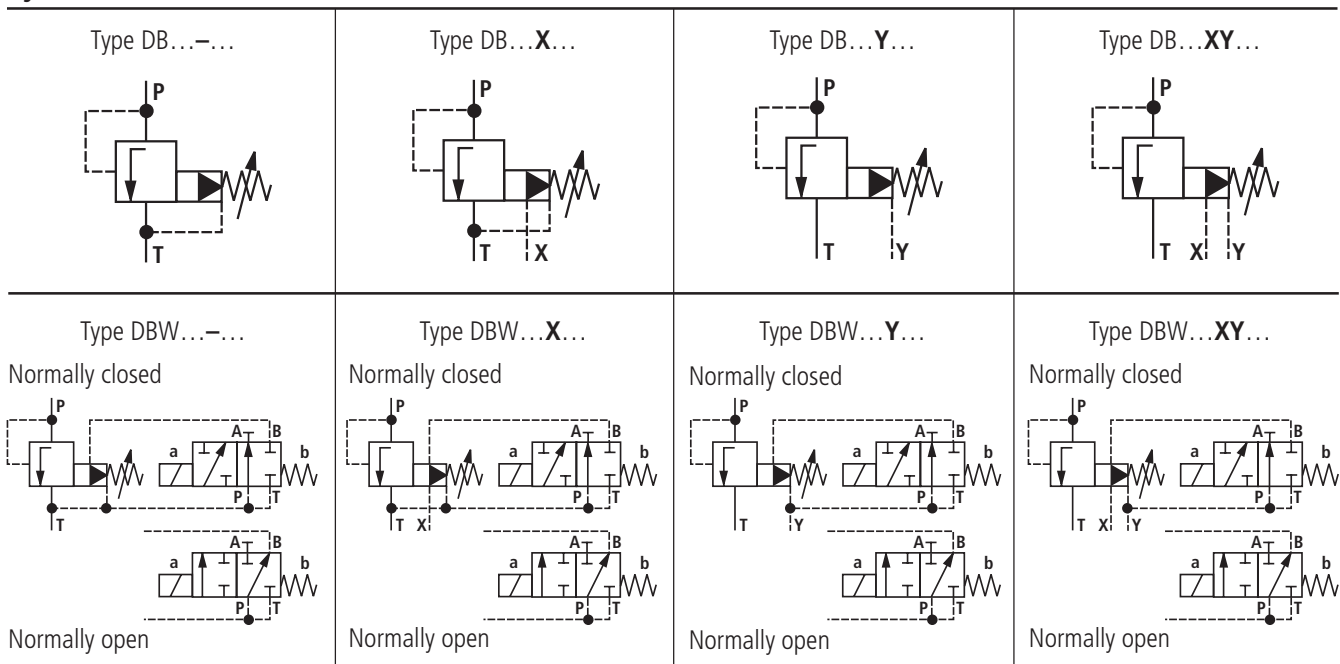 Type DB…–…
P
T
Type DB…X…
P
T X
Type DB…Y…
P
T Y
Type DB…XY…
P
T X Y
Type DBW…–…
Normally closed
P
A B
a b
P T
T
A B
a b
P T
Normally open
Type DBW…X…
Normally closed
P
A B
a b
P T
T X
A B
a b
P T
Normally open
Type DBW…Y…
Normally closed
P
A B
a b
P T
T Y
A B
a b
P T
Normally open
Type DBW…XY…
Normally closed
P
A B
a b
P T
T X Y
A B
a b
P T
Normally open